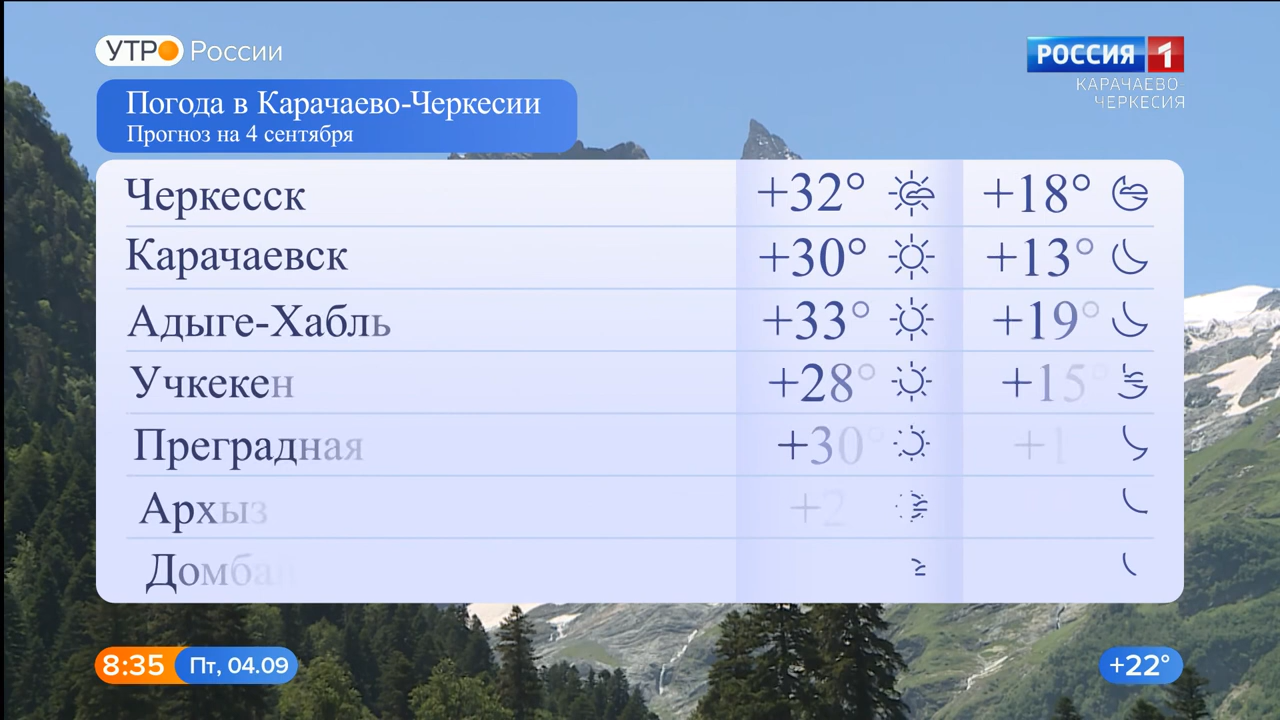 УТРО России
РОССИЯ 1
КАРАЧАЕВО
ЧЕРКЕСИЯ
Погода в Карачаево-Черкесии
Прогноз на 4 сентября
Черкесск +32° +18°
Карачаевск +30° +13°
Адыге-Хабль +33° +19°
Учкекен +28° +15°
Преградная +30°
Архыз
8:35 Пт, 04.09
+22°